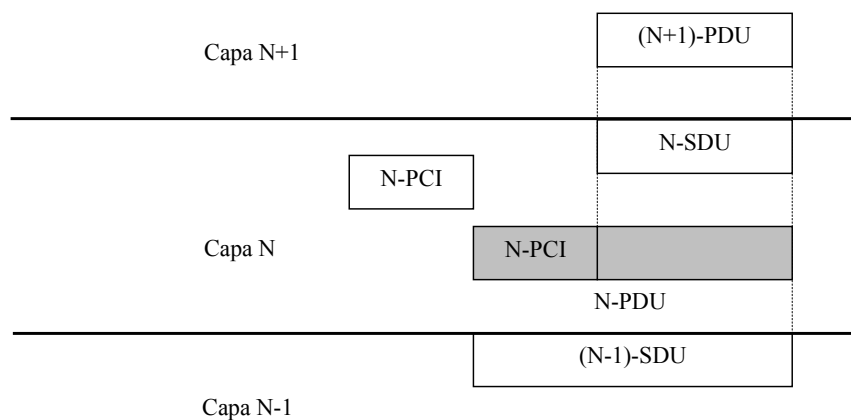 (N+1)-PDU
Capa N+1
N-SDU
N-PCI
Capa N
N-PCI
N-PDU
(N-1)-SDU
Capa N-1